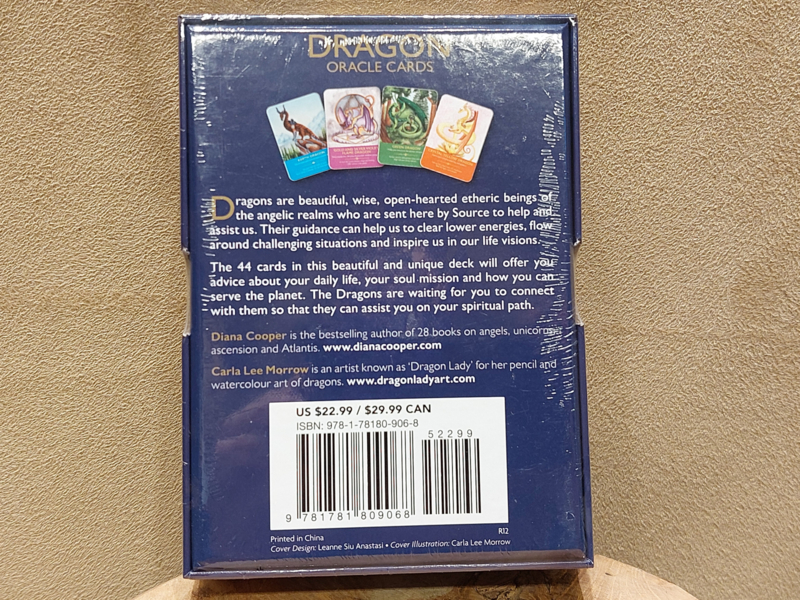 DRAGON
ORACLE CARDS
Dragons are beautiful, wise, open-hearted etheric beings of
the angelic realms who are sent here by Source to help and
assist us. Their guidance can help us to clear lower energies, flow
around challenging situations and inspire us in our life visions.
The 44 cards in this beautiful and unique deck will offer you
advice about your daily life, your soul mission and how you can
serve the planet. The Dragons are waiting for you to connect
with them so that they can assist you on your spiritual path.
Diana Cooper is the bestselling author of 28 books on angels, unicorns,
ascension and Atlantis. www.dianacooper.com
Carla Lee Morrow is an artist known as ‘Dragon Lady’ for her pencil and
watercolour art of dragons. www.dragonladyart.com
US $22.99 / $29.99 CAN
ISBN: 978-1-78180-906-8
52299
9 781781 809068
Printed in China
R12
Cover Design: Leanne Siu Anastasi • Cover Illustration: Carla Lee Morrow